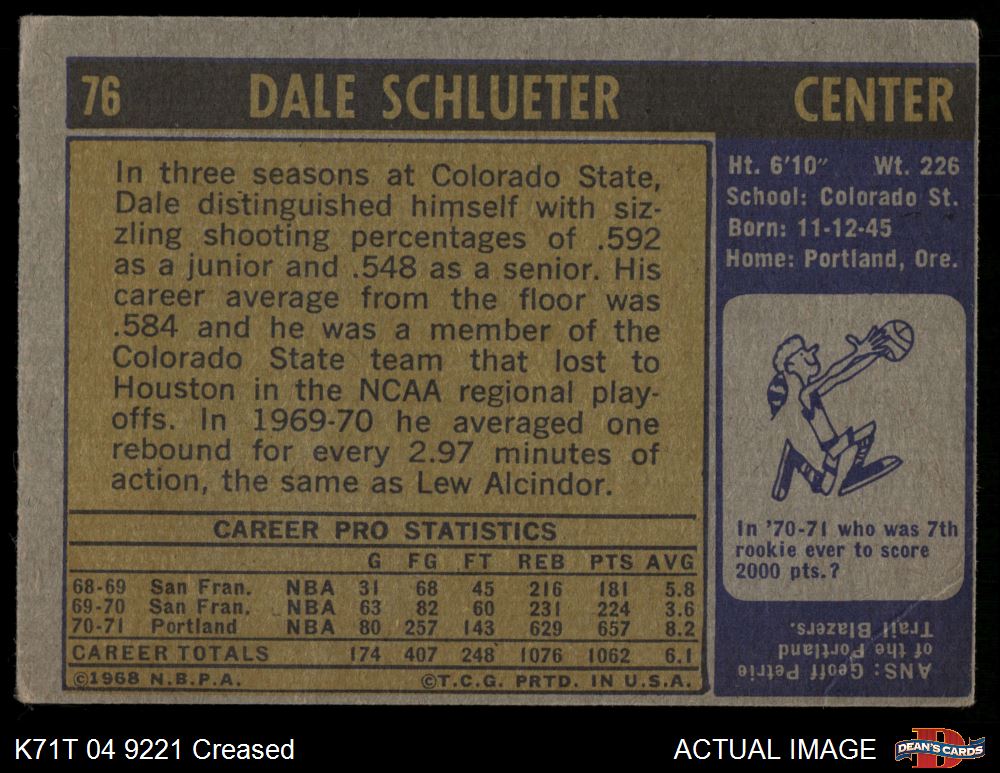 76 DALE SCHLUETER CENTER
In three seasons at Colorado State,
Dale distinguished himself with siz-
zling shooting percentages of .592
as a junior and .548 as a senior. His
career average from the floor was
.584 and he was a member of the
Colorado State team that lost to
Houston in the NCAA regional play-
offs. In 1969-70 he averaged one
rebound for every 2.97 minutes of
action, the same as Lew Alcindor.
CAREER PRO STATISTICS
G FG FT REB PTS AVG
68-69 San Fran. NBA 31 68 45 216 181 5.8
69-70 San Fran. NBA 63 82 60 231 224 3.6
70-71 Portland NBA 80 257 143 629 657 8.2
CAREER TOTALS 174 407 248 1076 1062 6.1
©1968 N.B.P.A. ©T.C.G. PRTD. IN U.S.A.
Ht. 6'10" Wt. 226
School: Colorado St.
Born: 11-12-45
Home: Portland, Ore.
In '70-71 who was 7th
rookie ever to score
2000 pts.?
ANS: Geoff Petrie
of the Portland
Trail Blazers.
K71T 04 9221 Creased
ACTUAL IMAGE
DEAN'S CARDS